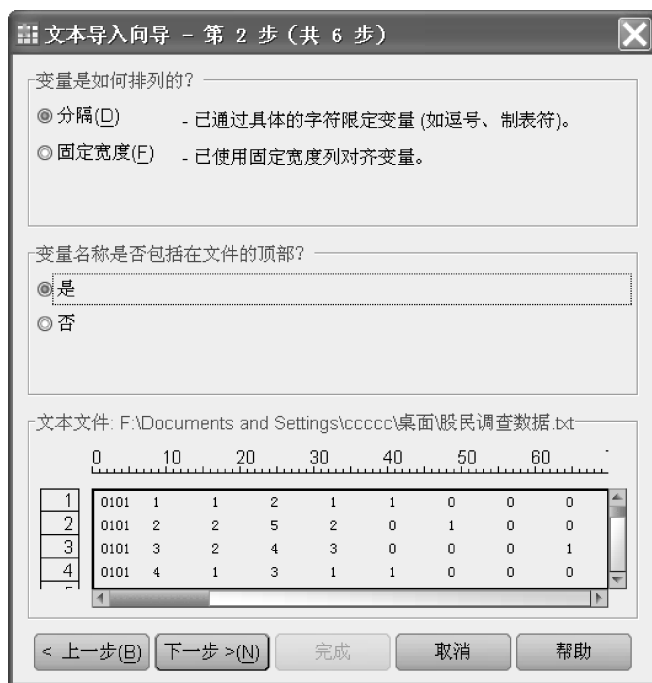 文本导入向导 - 第 2 步 (共 6 步)
变量是如何排列的?
分隔(D) - 已通过具体的字符限定变量 (如逗号、制表符)。
固定宽度(F) - 已使用固定宽度列对齐变量。
变量名称是否包括在文件的顶部?
是
否
文本文件: F:\Documents and Settings\ccccc\桌面\股民调查数据.txt
0 10 20 30 40 50 60
1 0101 1 1 2 1 1 0 0 0
2 0101 2 2 5 2 0 1 0 0
3 0101 3 2 4 3 0 0 0 1
4 0101 4 1 3 1 1 0 0 0
< 上一步(B) 下一步 >(N) 完成 取消 帮助